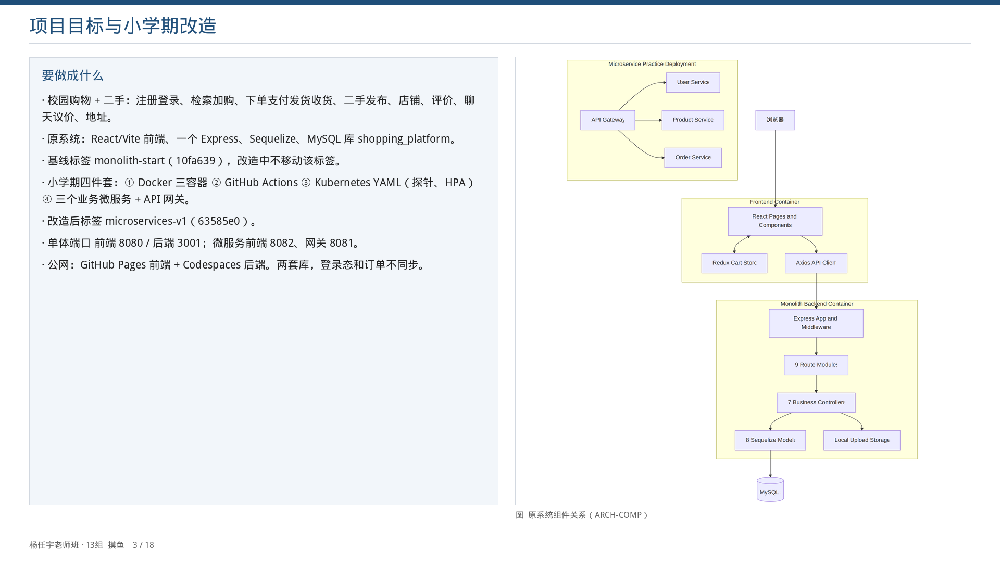 项目目标与小学期改造
要做成什么
· 校园购物 + 二手：注册登录、检索加购、下单支付发货收货、二手发布、店铺、评价、聊
天议价、地址。
· 原系统：React/Vite 前端、一个 Express、Sequelize、MySQL 库 shopping_platform。
· 基线标签 monolith-start（10fa639），改造中不移动该标签。
· 小学期四件套：① Docker 三容器 ② GitHub Actions ③ Kubernetes YAML（探针、HPA）
④ 三个业务微服务 + API 网关。
· 改造后标签 microservices-v1（63585e0）。
· 单体端口 前端 8080 / 后端 3001；微服务前端 8082、网关 8081。
· 公网：GitHub Pages 前端 + Codespaces 后端。两套库，登录态和订单不同步。
Microservice Practice Deployment
User Service
API Gateway
Product Service
Order Service
浏览器
Frontend Container
React Pages and
Components
Redux Cart Store
Axios API Client
Monolith Backend Container
Express App and
Middleware
9 Route Modules
7 Business Controllers
8 Sequelize Models
Local Upload Storage
MySQL
图 原系统组件关系（ARCH-COMP）
杨任宇老师班 · 13组 摸鱼 3 / 18